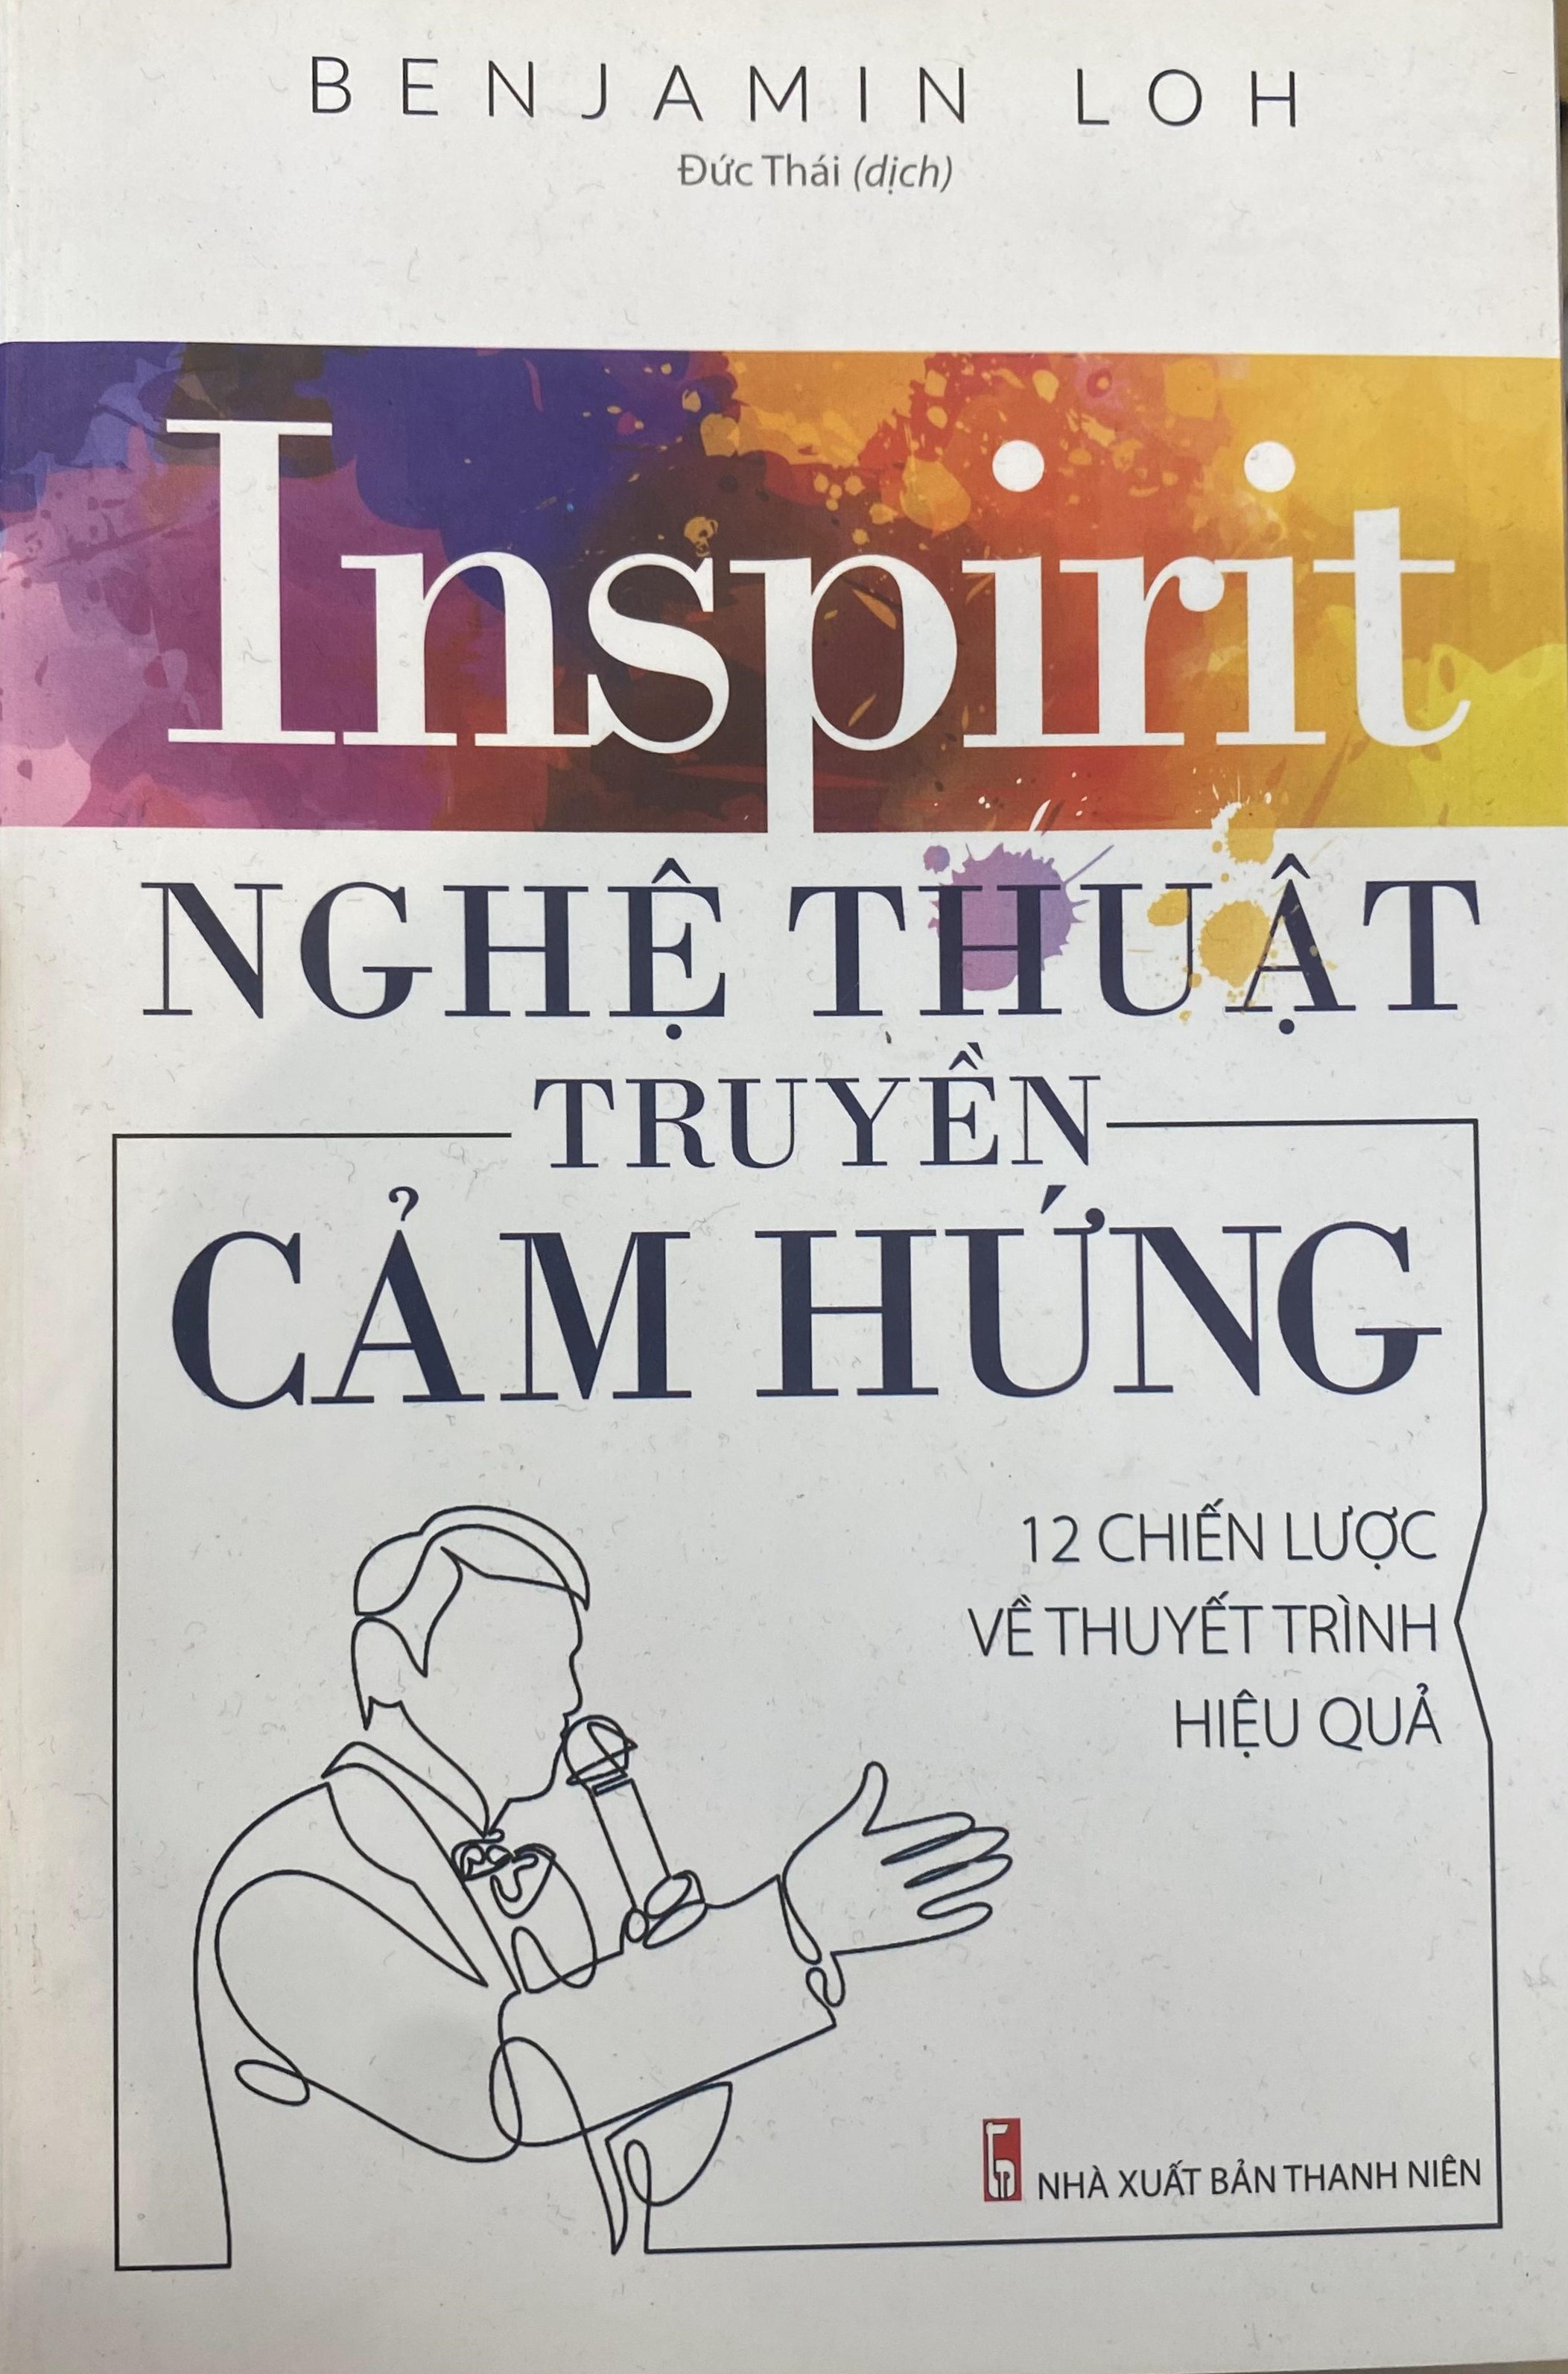 BENJAMIN LOH
Đức Thái (dịch)
Inspirit
NGHỆ THUẬT
TRUYỀN
CẢM HỨNG
12 CHIẾN LƯỢC
VỀ THUYẾT TRÌNH
HIỆU QUẢ
NHÀ XUẤT BẢN THANH NIÊN